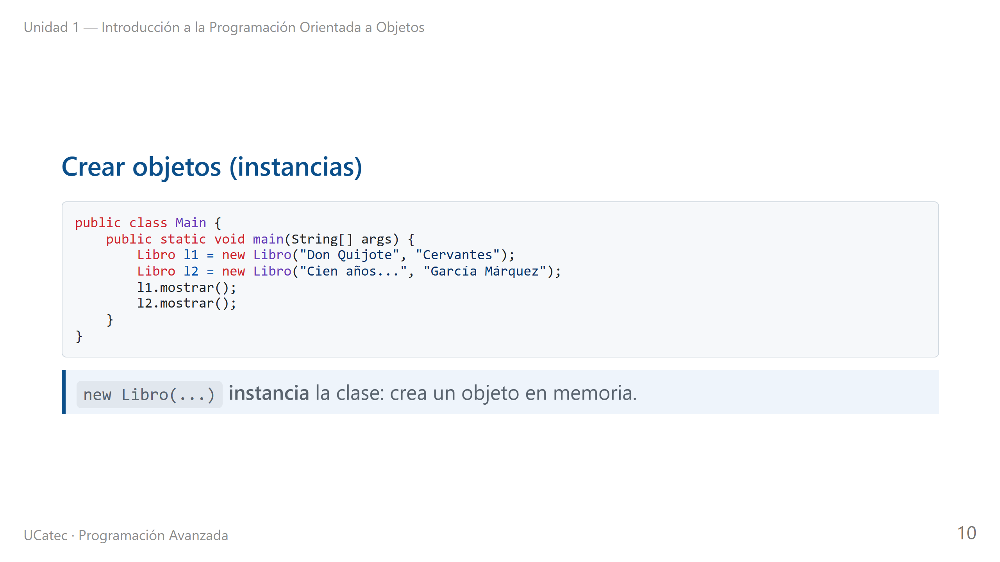 Unidad 1 — Introducción a la Programación Orientada a Objetos
Crear objetos (instancias)
public class Main {
    public static void main(String[] args) {
        Libro l1 = new Libro("Don Quijote", "Cervantes");
        Libro l2 = new Libro("Cien años...", "García Márquez");
        l1.mostrar();
        l2.mostrar();
    }
}
new Libro(...) instancia la clase: crea un objeto en memoria.
UCatec · Programación Avanzada
10